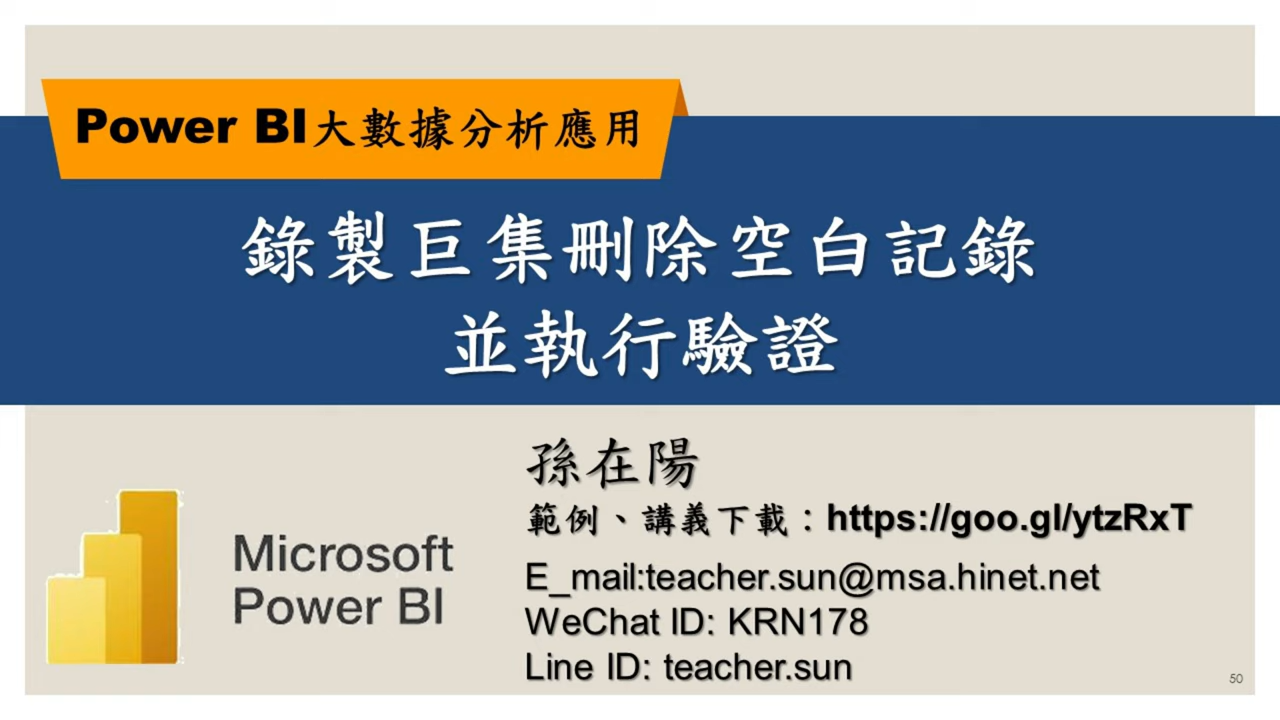 Power BI大數據分析應用
錄製巨集刪除空白記錄
並執行驗證
孫在陽
範例、講義下載：https://goo.gl/ytzRxT
Microsoft
Power BI
E_mail:teacher.sun@msa.hinet.net
WeChat ID: KRN178
Line ID: teacher.sun
50